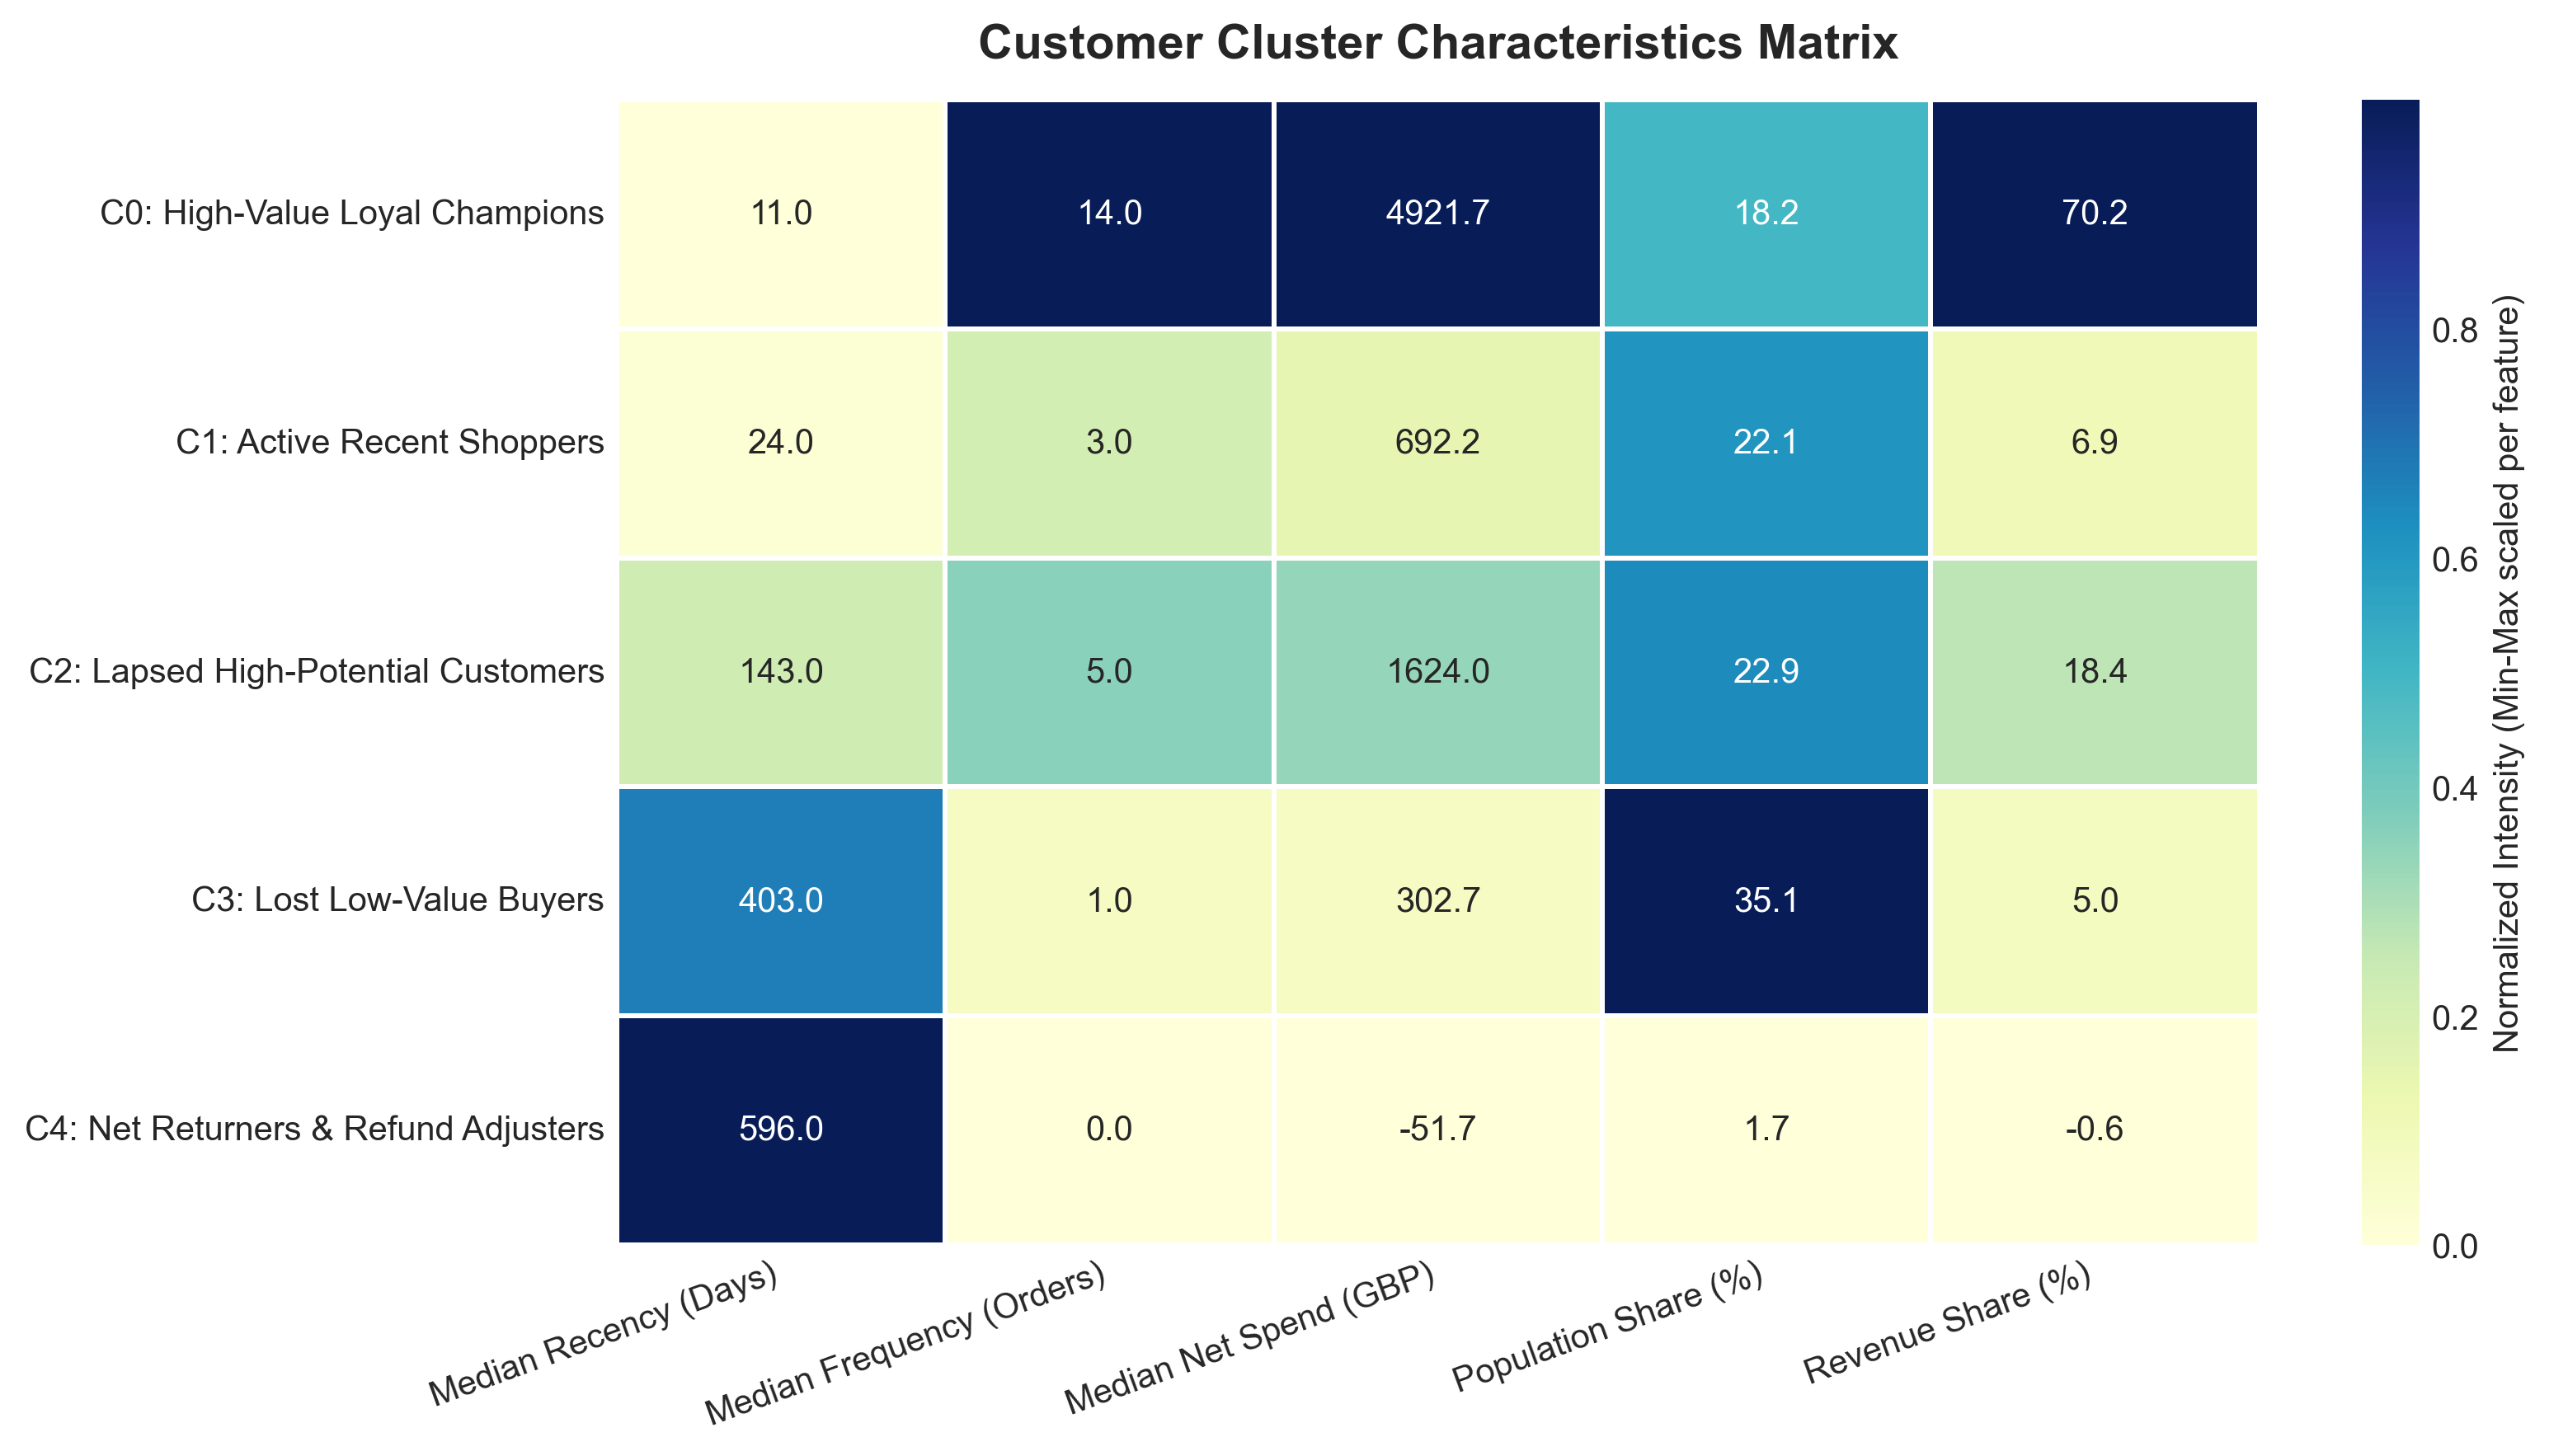 Customer Cluster Characteristics Matrix
C0: High-Value Loyal Champions 11.0 14.0 4921.7 18.2 70.2
C1: Active Recent Shoppers 24.0 3.0 692.2 22.1 6.9
C2: Lapsed High-Potential Customers 143.0 5.0 1624.0 22.9 18.4
C3: Lost Low-Value Buyers 403.0 1.0 302.7 35.1 5.0
C4: Net Returners & Refund Adjusters 596.0 0.0 -51.7 1.7 -0.6
Median Recency (Days)
Median Frequency (Orders)
Median Net Spend (GBP)
Population Share (%)
Revenue Share (%)
0.8
0.6
0.4
0.2
0.0
Normalized Intensity (Min-Max scaled per feature)